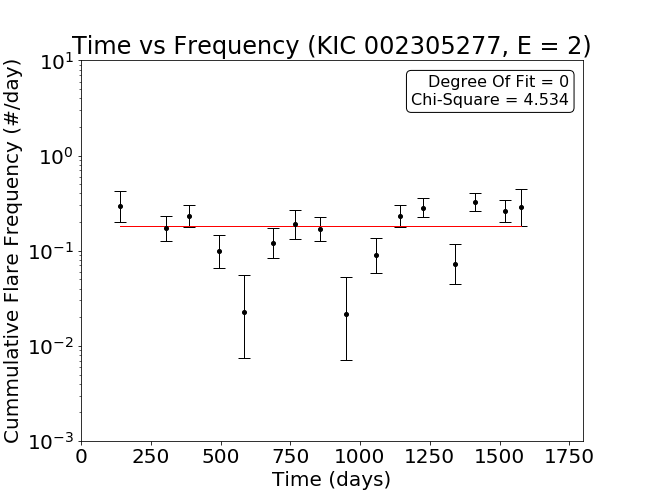 Time vs Frequency (KIC 002305277, E = 2)
Degree Of Fit = 0
Chi-Square = 4.534
Cummulative Flare Frequency (#/day)
10¹
10⁰
10⁻¹
10⁻²
10⁻³
0 250 500 750 1000 1250 1500 1750
Time (days)